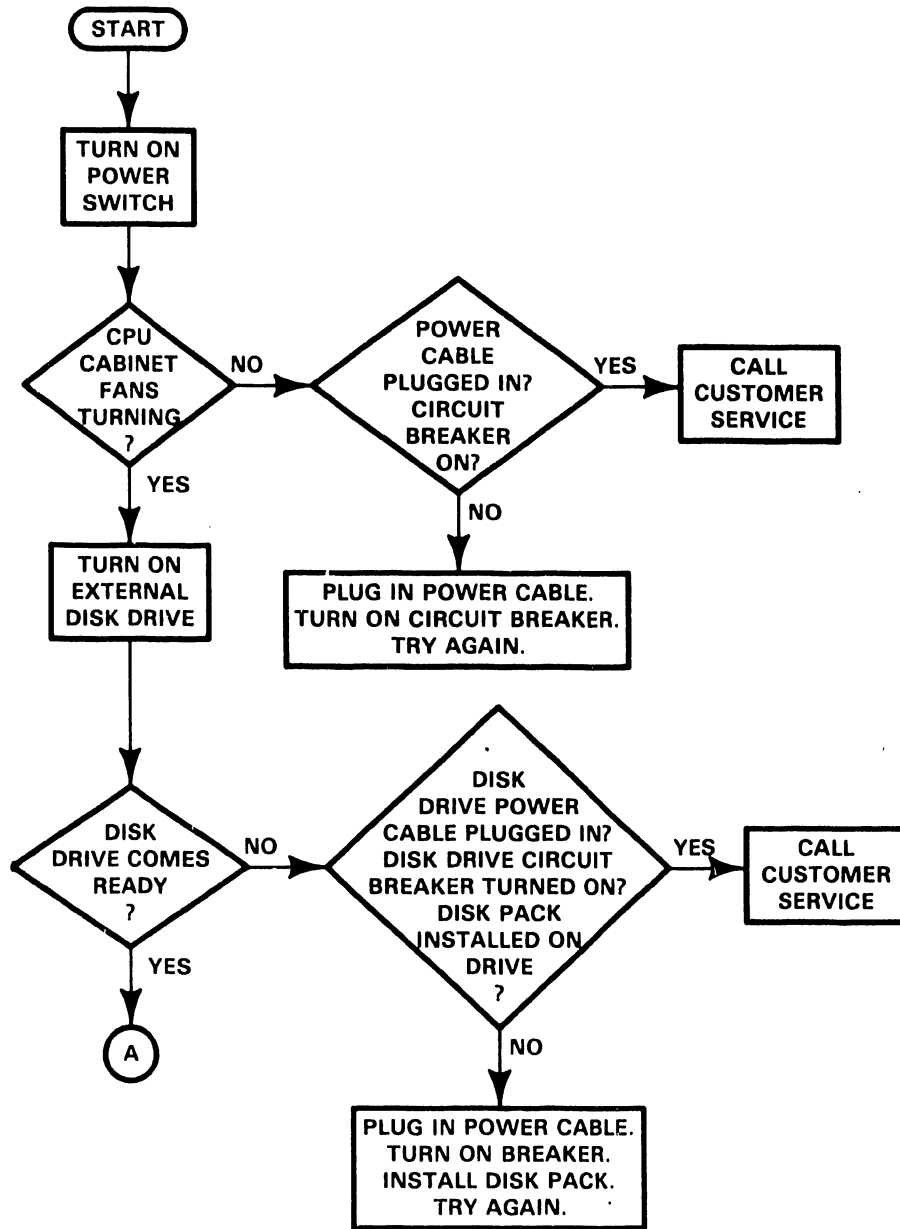 START
TURN ON
POWER
SWITCH
CPU
CABINET
FANS
TURNING
?
NO
POWER
CABLE
PLUGGED IN?
CIRCUIT
BREAKER
ON?
YES
CALL
CUSTOMER
SERVICE
YES
NO
TURN ON
EXTERNAL
DISK DRIVE
PLUG IN POWER CABLE.
TURN ON CIRCUIT BREAKER.
TRY AGAIN.
DISK
DRIVE COMES
READY
?
NO
DISK
DRIVE POWER
CABLE PLUGGED IN?
DISK DRIVE CIRCUIT
BREAKER TURNED ON?
DISK PACK
INSTALLED ON
DRIVE
?
YES
CALL
CUSTOMER
SERVICE
YES
A
NO
PLUG IN POWER CABLE.
TURN ON BREAKER.
INSTALL DISK PACK.
TRY AGAIN.